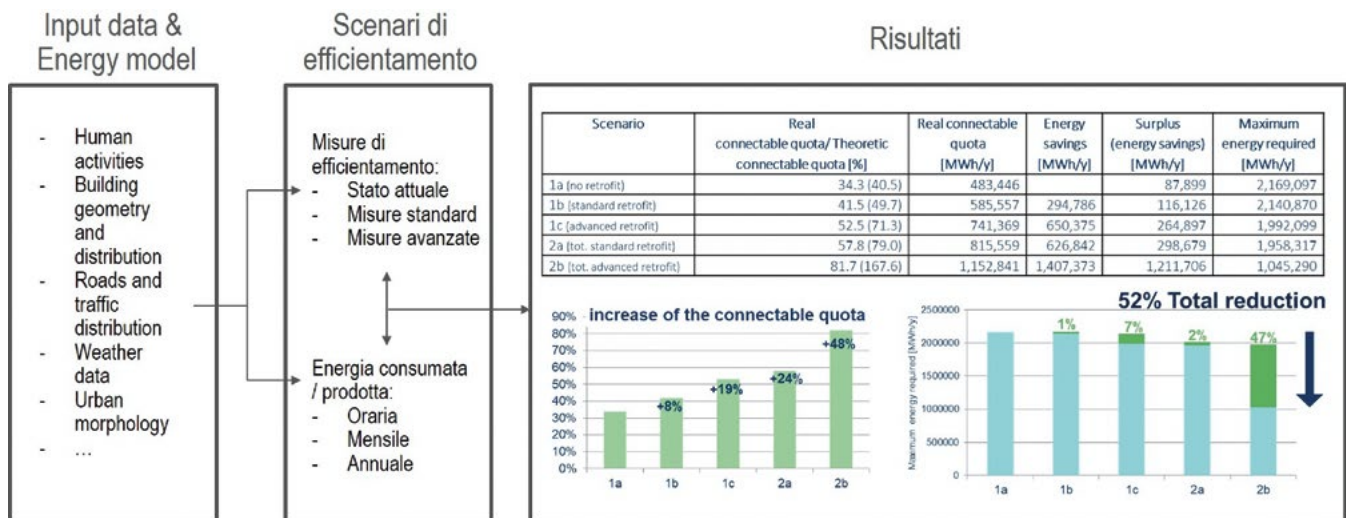 Input data &
Energy model
Scenari di
efficientamento
Risultati
- Human
activities
- Building
geometry
and
distribution
- Roads and
traffic
distribution
- Weather
data
- Urban
morphology
- ...
Misure di
efficientamento:
- Stato attuale
- Misure standard
- Misure avanzate
Energia consumata
/ prodotta:
- Oraria
- Mensile
- Annuale
Scenario
Real
connectable quota/ Theoretic
connectable quota [%]
Real connectable
quota
[MWh/y]
Energy
savings
[MWh/y]
Surplus
(energy savings)
[MWh/y]
Maximum
energy required
[MWh/y]
1a (no retrofit) 34.3 (40.5) 483,446 87,899 2,169,097
1b (standard retrofit) 41.5 (49.7) 585,557 294,786 116,126 2,140,870
1c (advanced retrofit) 52.5 (71.3) 741,369 650,375 264,897 1,992,099
2a (tot. standard retrofit) 57.8 (79.0) 815,559 626,842 298,679 1,958,317
2b (tot. advanced retrofit) 81.7 (167.6) 1,152,841 1,407,373 1,211,706 1,045,290
increase of the connectable quota
90%
80%
70%
60%
50%
40%
30%
20%
10%
0%
+8%
+19%
+24%
+48%
1a 1b 1c 2a 2b
52% Total reduction
Maximum energy required [MWh/y]
2500000
2000000
1500000
1000000
500000
0
1% 7% 2% 47%
1a 1b 1c 2a 2b